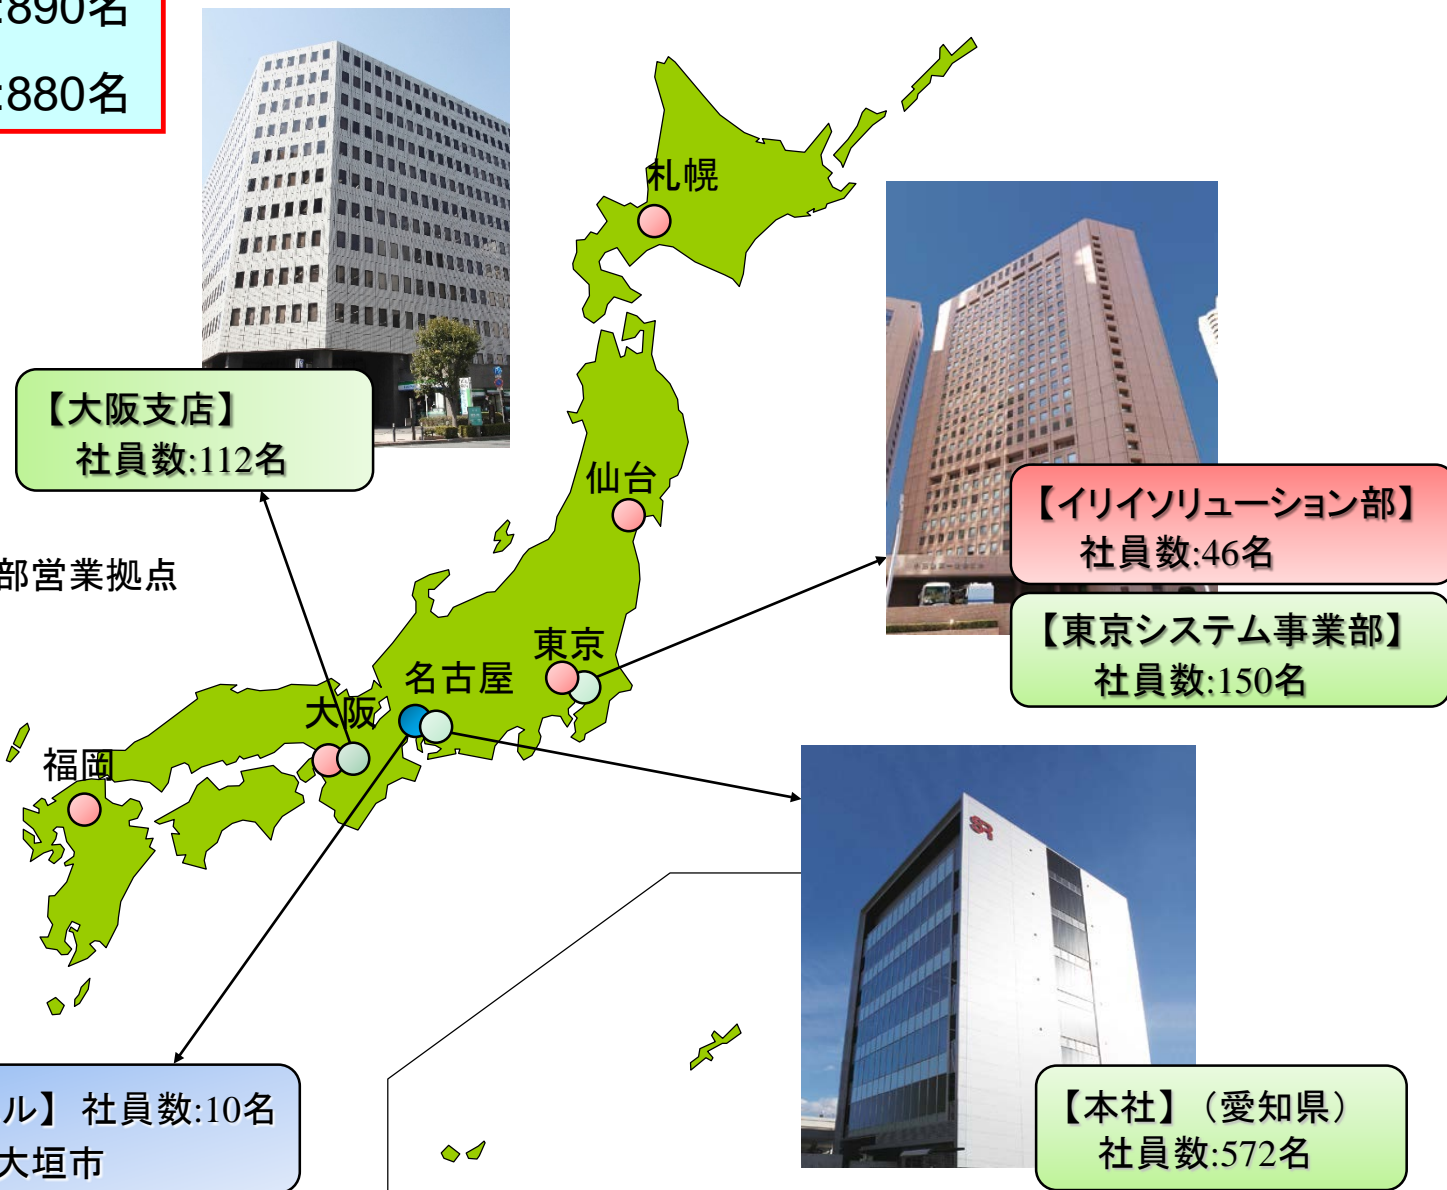 :890名
:880名
札幌
【大阪支店】
社員数:112名
仙台
【イリイソリューション部】
社員数:46名
部営業拠点
【東京システム事業部】
社員数:150名
東京
名古屋
大阪
福岡
SR
ル】 社員数:10名
大垣市
【本社】（愛知県）
社員数:572名